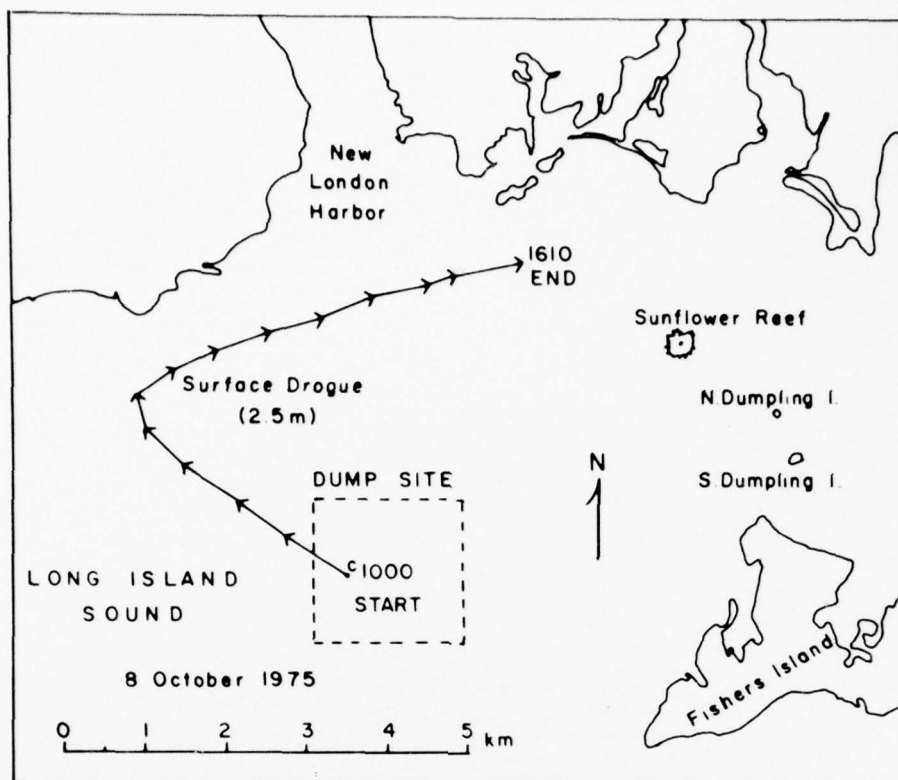 New
London
Harbor
1610
END
Sunflower Reef
Surface Drogue
(2.5m)
N. Dumpling I.
N
S. Dumpling I.
DUMP SITE
c 1000
START
LONG ISLAND
SOUND
Fishers Island
8 October 1975
0 1 2 3 4 5 km